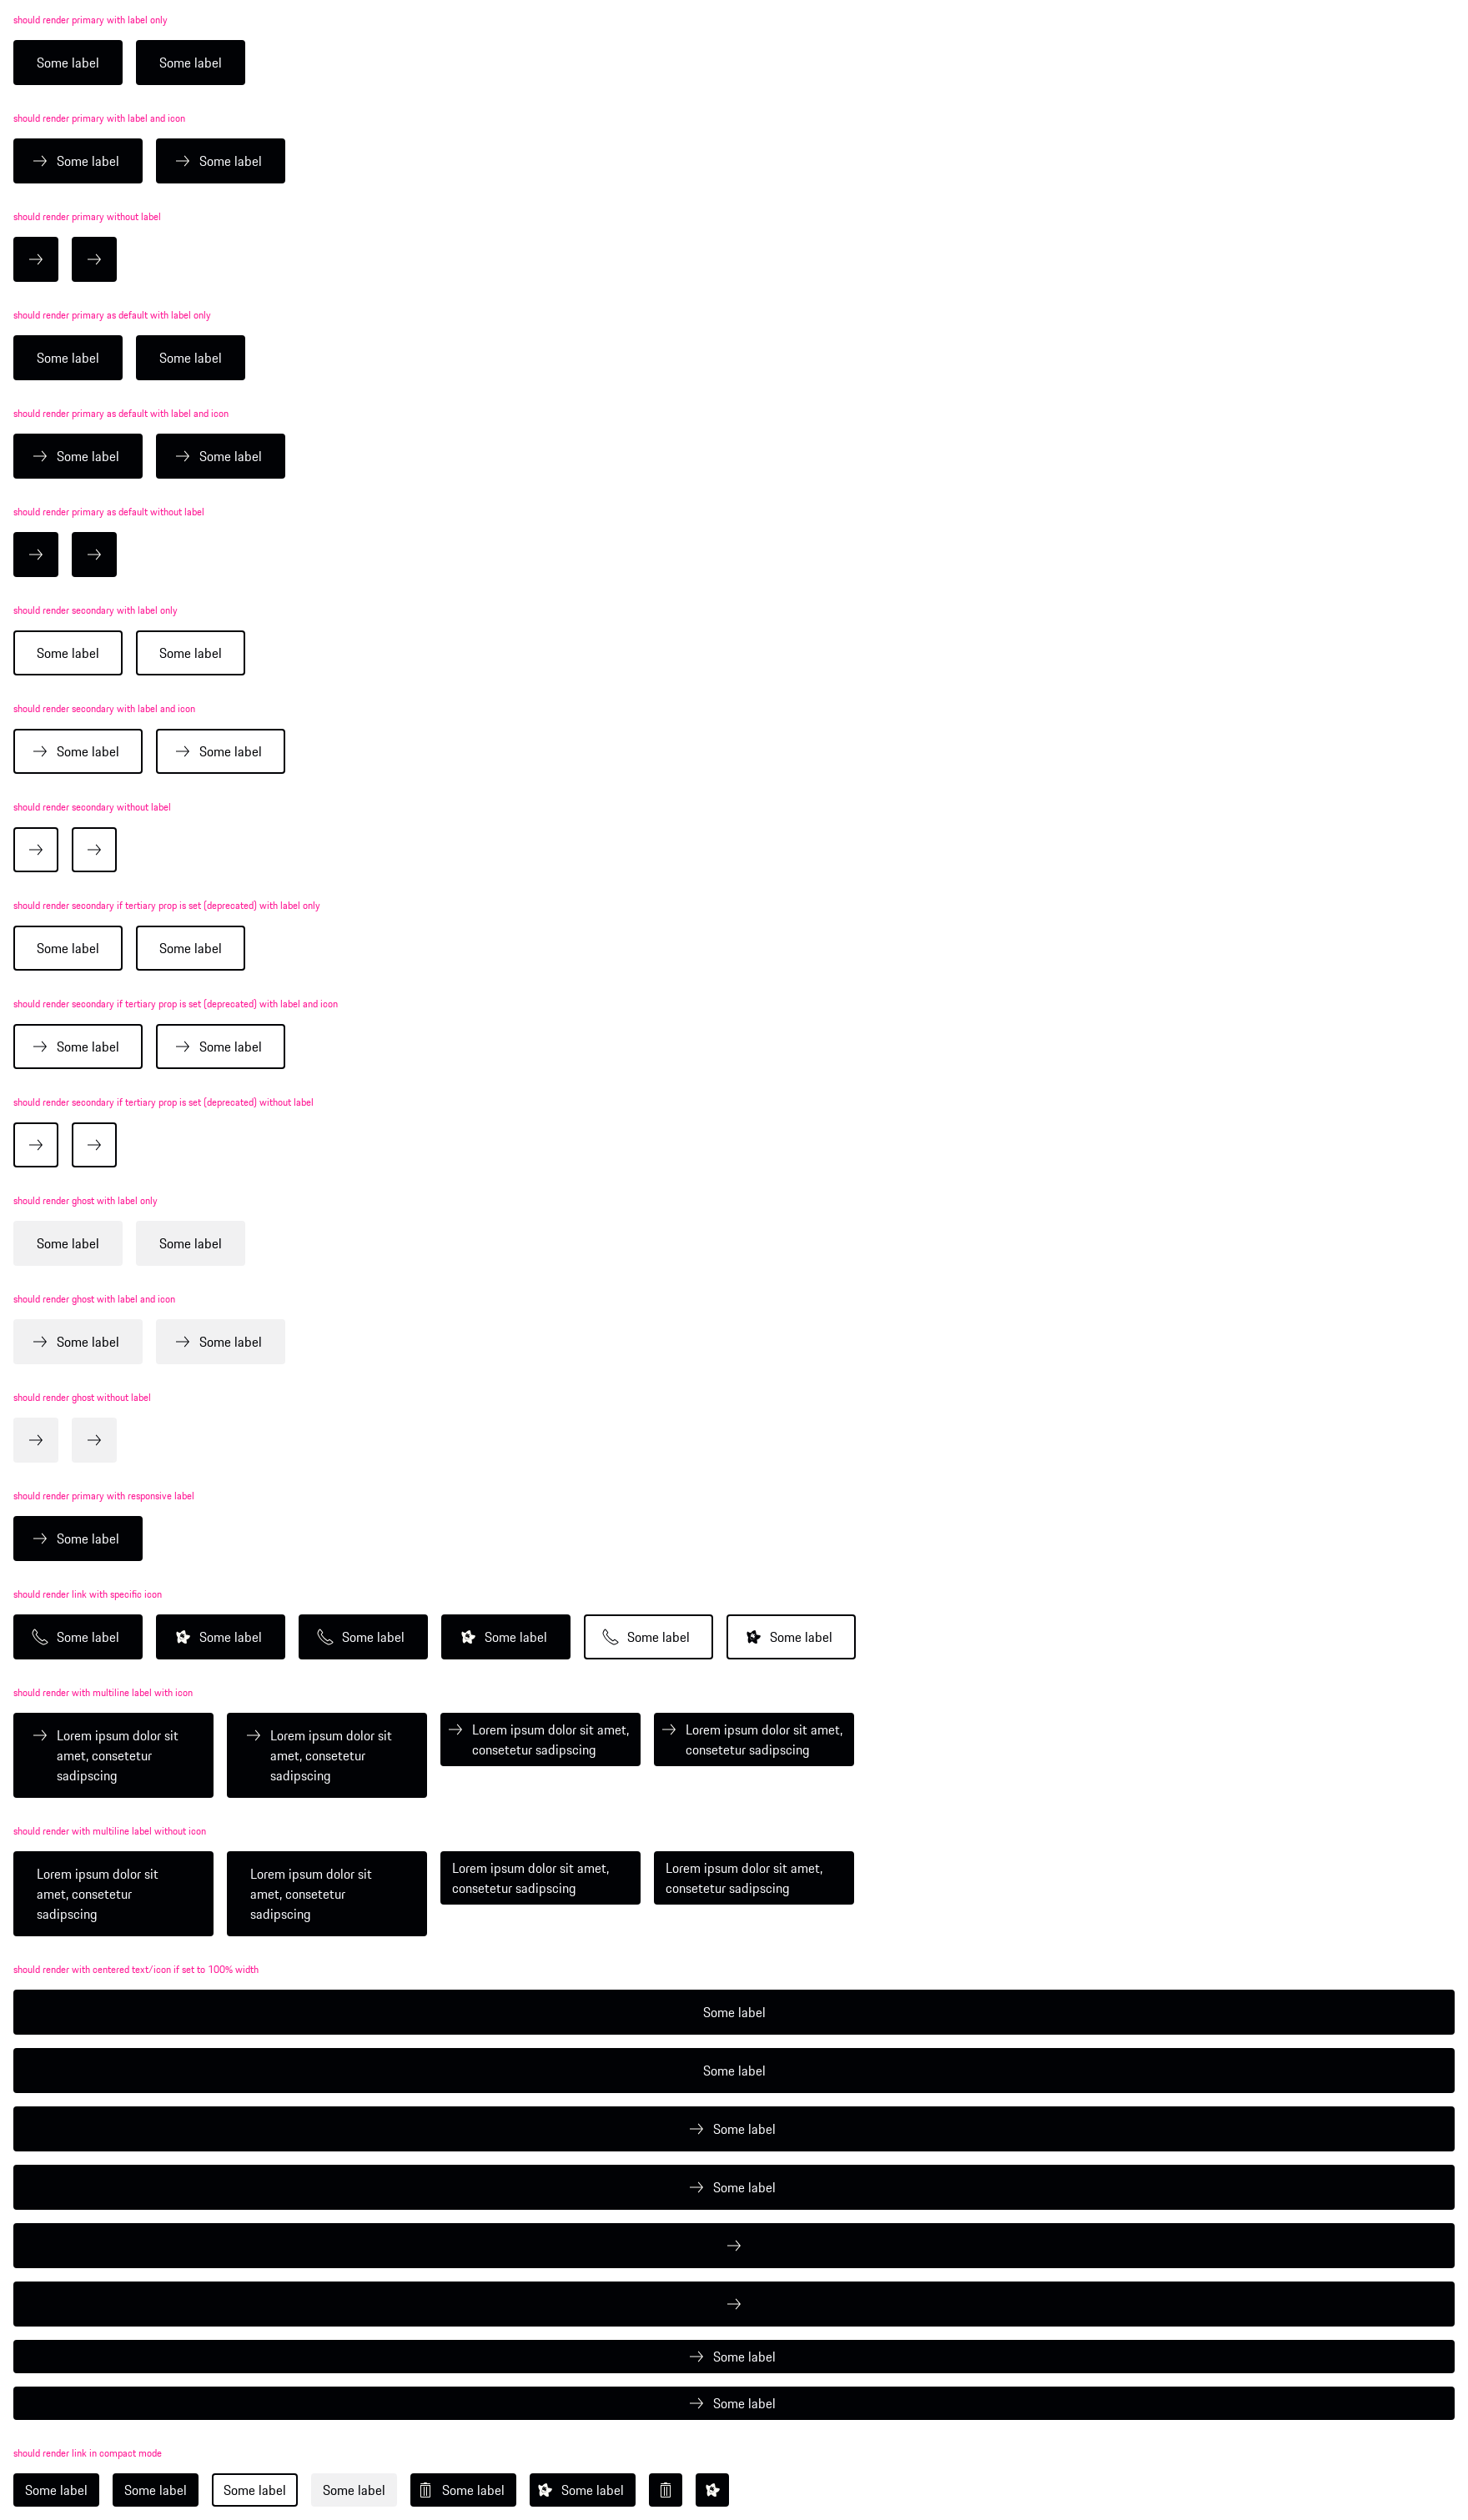 should render primary with label only
Some label Some label
should render primary with label and icon
Some label Some label
should render primary without label
should render primary as default with label only
Some label Some label
should render primary as default with label and icon
Some label Some label
should render primary as default without label
should render secondary with label only
Some label Some label
should render secondary with label and icon
Some label Some label
should render secondary without label
should render secondary if tertiary prop is set (deprecated) with label only
Some label Some label
should render secondary if tertiary prop is set (deprecated) with label and icon
Some label Some label
should render secondary if tertiary prop is set (deprecated) without label
should render ghost with label only
Some label Some label
should render ghost with label and icon
Some label Some label
should render ghost without label
should render primary with responsive label
Some label
should render link with specific icon
Some label Some label Some label Some label Some label Some label
should render with multiline label with icon
Lorem ipsum dolor sit
amet, consetetur
sadipscing
Lorem ipsum dolor sit
amet, consetetur
sadipscing
Lorem ipsum dolor sit amet,
consetetur sadipscing
Lorem ipsum dolor sit amet,
consetetur sadipscing
should render with multiline label without icon
Lorem ipsum dolor sit
amet, consetetur
sadipscing
Lorem ipsum dolor sit
amet, consetetur
sadipscing
Lorem ipsum dolor sit amet,
consetetur sadipscing
Lorem ipsum dolor sit amet,
consetetur sadipscing
should render with centered text/icon if set to 100% width
Some label
Some label
Some label
Some label
Some label
Some label
should render link in compact mode
Some label Some label Some label Some label Some label Some label